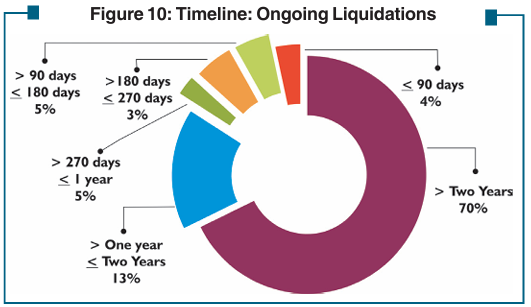 Figure 10: Timeline: Ongoing Liquidations
> 90 days
≤ 180 days
5%
>180 days
≤ 270 days
3%
≤ 90 days
4%
> 270 days
≤ 1 year
5%
> Two Years
70%
> One year
≤ Two Years
13%